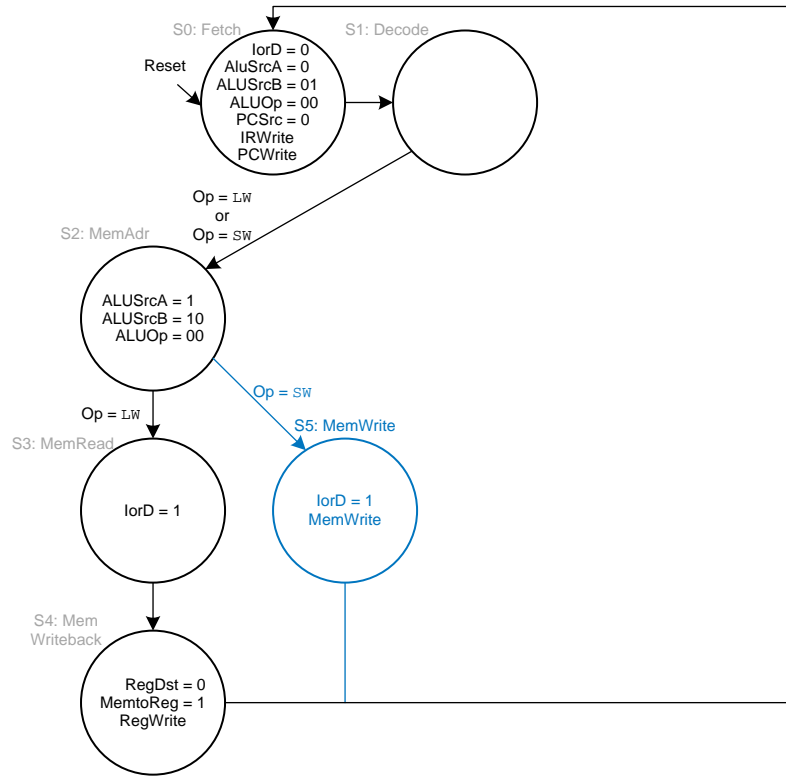 S0: Fetch
S1: Decode
Reset
IorD = 0
AluSrcA = 0
ALUSrcB = 01
ALUOp = 00
PCSrc = 0
IRWrite
PCWrite
Op = LW
or
Op = SW
S2: MemAdr
ALUSrcA = 1
ALUSrcB = 10
ALUOp = 00
Op = SW
Op = LW
S5: MemWrite
S3: MemRead
IorD = 1
IorD = 1
MemWrite
S4: Mem
Writeback
RegDst = 0
MemtoReg = 1
RegWrite